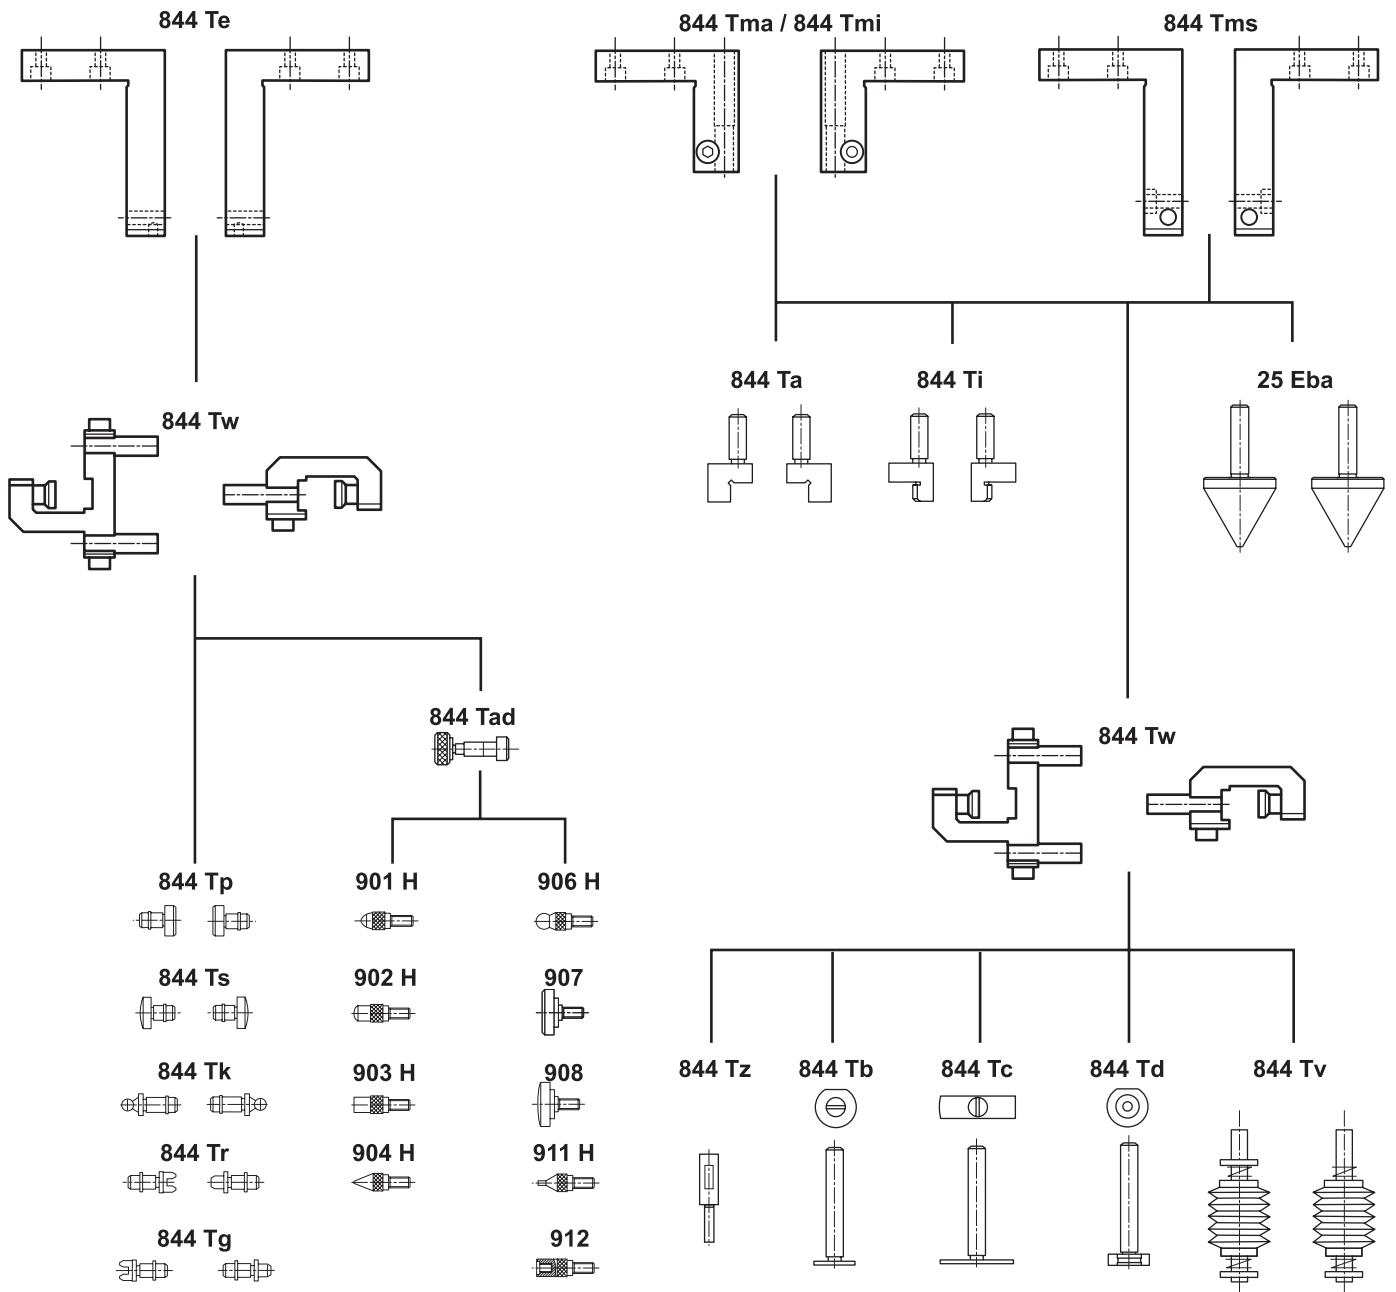 844 Te
844 Tma / 844 Tmi
844 Tms
844 Ta
844 Ti
25 Eba
844 Tw
844 Tad
844 Tw
844 Tp
901 H
906 H
844 Ts
902 H
907
844 Tk
903 H
908
844 Tr
904 H
911 H
844 Tg
912
844 Tz
844 Tb
844 Tc
844 Td
844 Tv